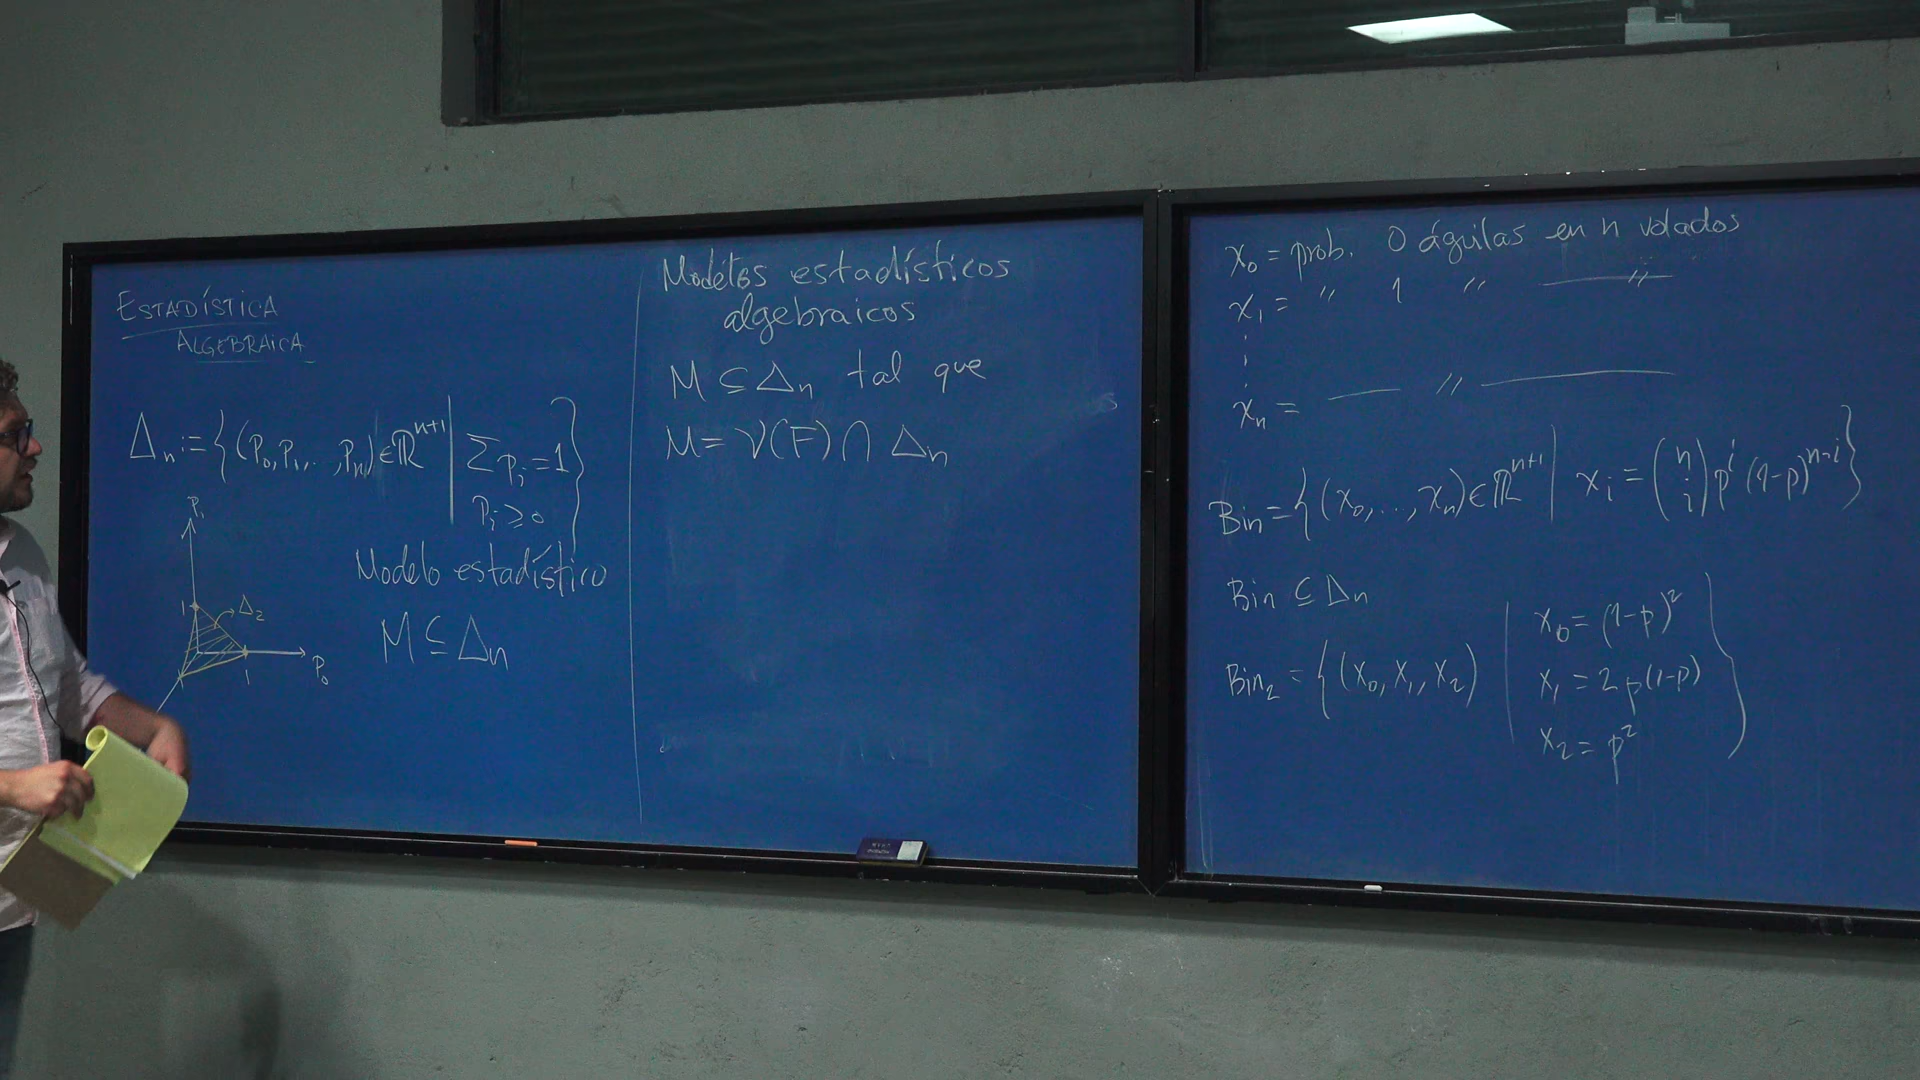 ESTADÍSTICA
ALGEBRAICA
Δn := {(P0, P1, ..., Pn) ∈ ℝ^{n+1} | Σ pi = 1
Pi ≥ 0}
P1
1
Δ2
1
P0
Modelo estadístico
M ⊆ Δn
Modelos estadísticos
algebraicos
M ⊆ Δn tal que
M = V(F) ∩ Δn
x0 = prob. 0 águilas en n volados
x1 = " 1 " — " —
⋮
xn = — " —
Bin = {(x0, ..., xn) ∈ ℝ^{n+1} | xi = (n i) p^i (1-p)^{n-i}}
Bin ⊆ Δn
Bin2 = {(x0, x1, x2) | x0 = (1-p)^2
x1 = 2p(1-p)
x2 = p^2}